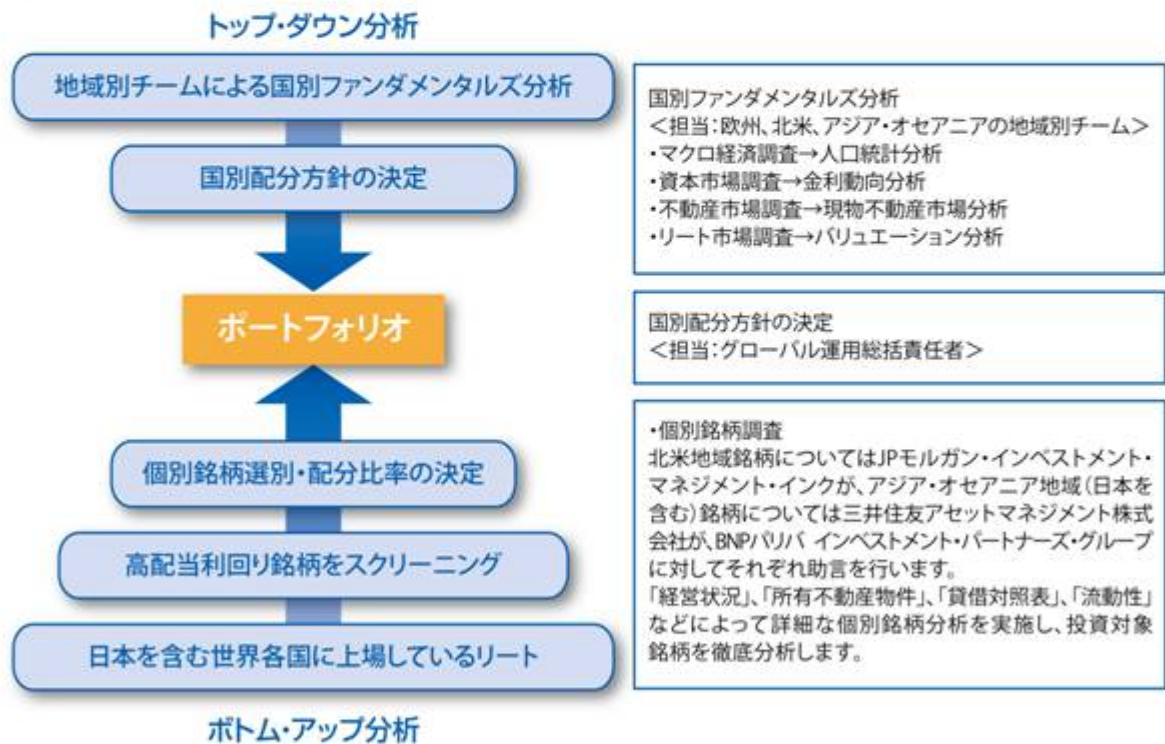 トップ・ダウン分析
地域別チームによる国別ファンダメンタルズ分析
国別配分方針の決定
ポートフォリオ
個別銘柄選別・配分比率の決定
高配当利回り銘柄をスクリーニング
日本を含む世界各国に上場しているリート
ボトム・アップ分析
国別ファンダメンタルズ分析
＜担当：欧州、北米、アジア・オセアニアの地域別チーム＞
・マクロ経済調査→人口統計分析
・資本市場調査→金利動向分析
・不動産市場調査→現物不動産市場分析
・リート市場調査→バリュエーション分析
国別配分方針の決定
＜担当：グローバル運用総括責任者＞
・個別銘柄調査
北米地域銘柄についてはJPモルガン・インベストメント・
マネジメント・インクが、アジア・オセアニア地域（日本を
含む）銘柄については三井住友アセットマネジメント株式
会社が、BNPパリバ インベストメント・パートナーズ・グループ
に対してそれぞれ助言を行います。
「経営状況」、「所有不動産物件」、「貸借対照表」、「流動性」
などによって詳細な個別銘柄分析を実施し、投資対象
銘柄を徹底分析します。